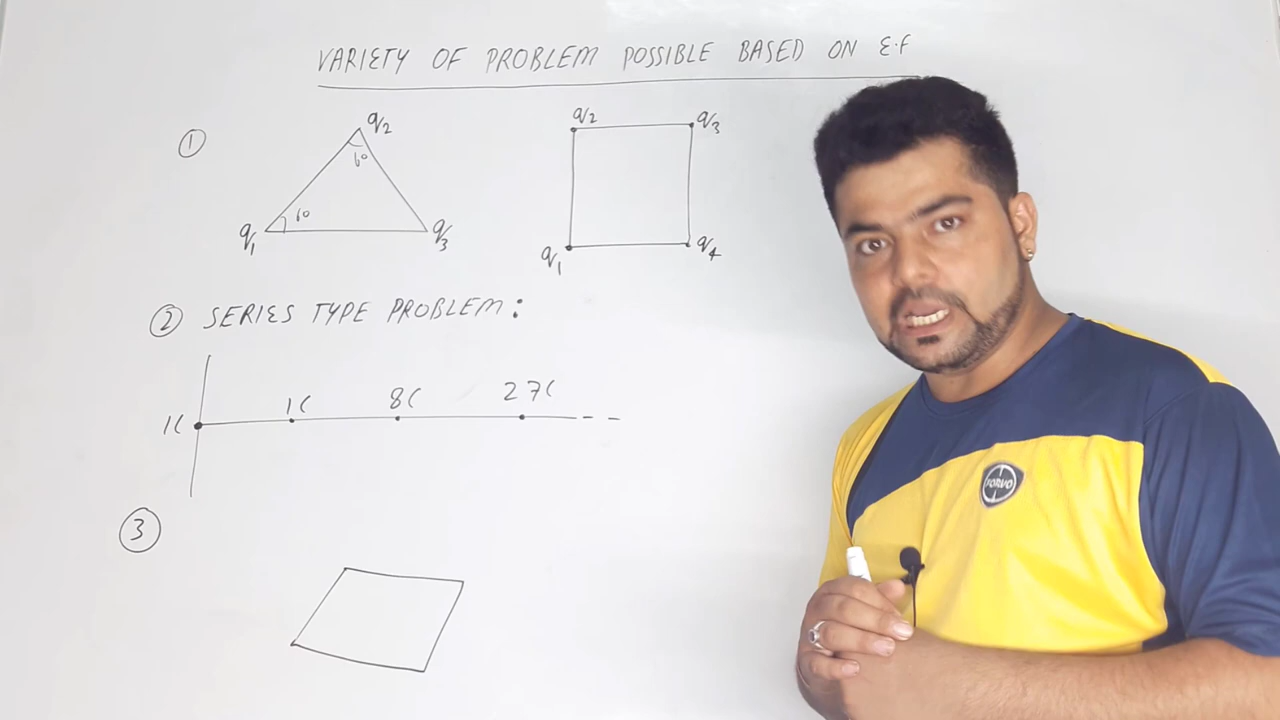 VARIETY OF PROBLEM POSSIBLE BASED ON E.F
①
q2
60
60
q1
q3
q2
q3
q1
q4
② SERIES TYPE PROBLEM:
1C
1C
8C
27C
③
FORVO